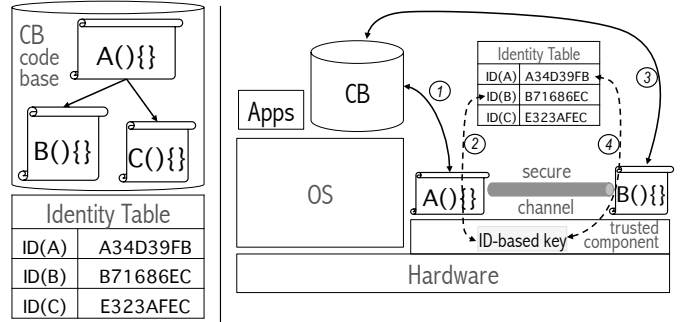 CB
code
base
A(){}
B(){}
C(){}
Identity Table
ID(A) A34D39FB
ID(B) B71686EC
ID(C) E323AFEC
CB
Apps
OS
Identity Table
ID(A) A34D39FB
ID(B) B71686EC
ID(C) E323AFEC
1
2
3
4
A(){}
secure
channel
B(){}
ID-based key
trusted
component
Hardware